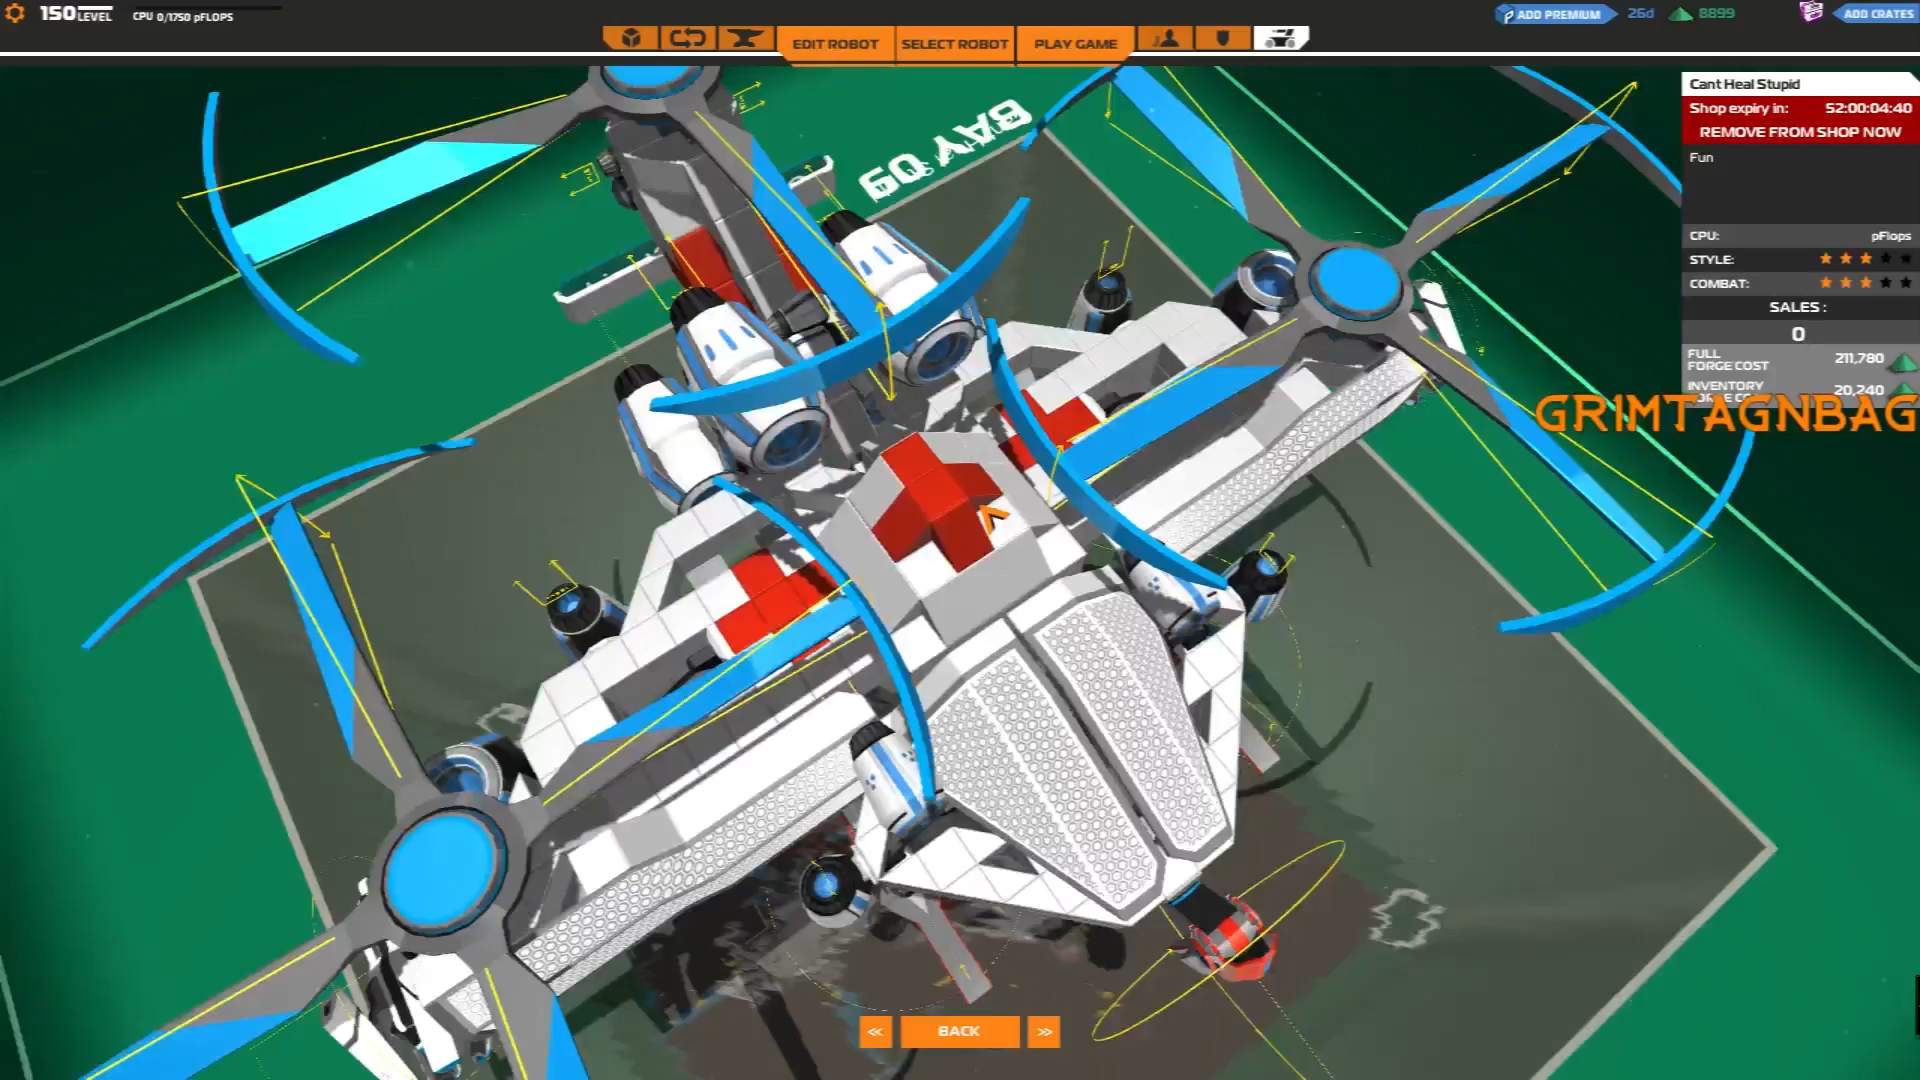 150 LEVEL
CPU 0/1750 pFLOPS
EDIT ROBOT
SELECT ROBOT
PLAY GAME
ADD PREMIUM
26d
8899
ADD CRATES
BAY 09
Cant Heal Stupid
Shop expiry in: 52:00:04:40
REMOVE FROM SHOP NOW
Fun
CPU: pFlops
STYLE:
COMBAT:
SALES :
0
FULL
FORGE COST 211,780
INVENTORY 20,240
GRIMTAGNBAG
<<
BACK
>>